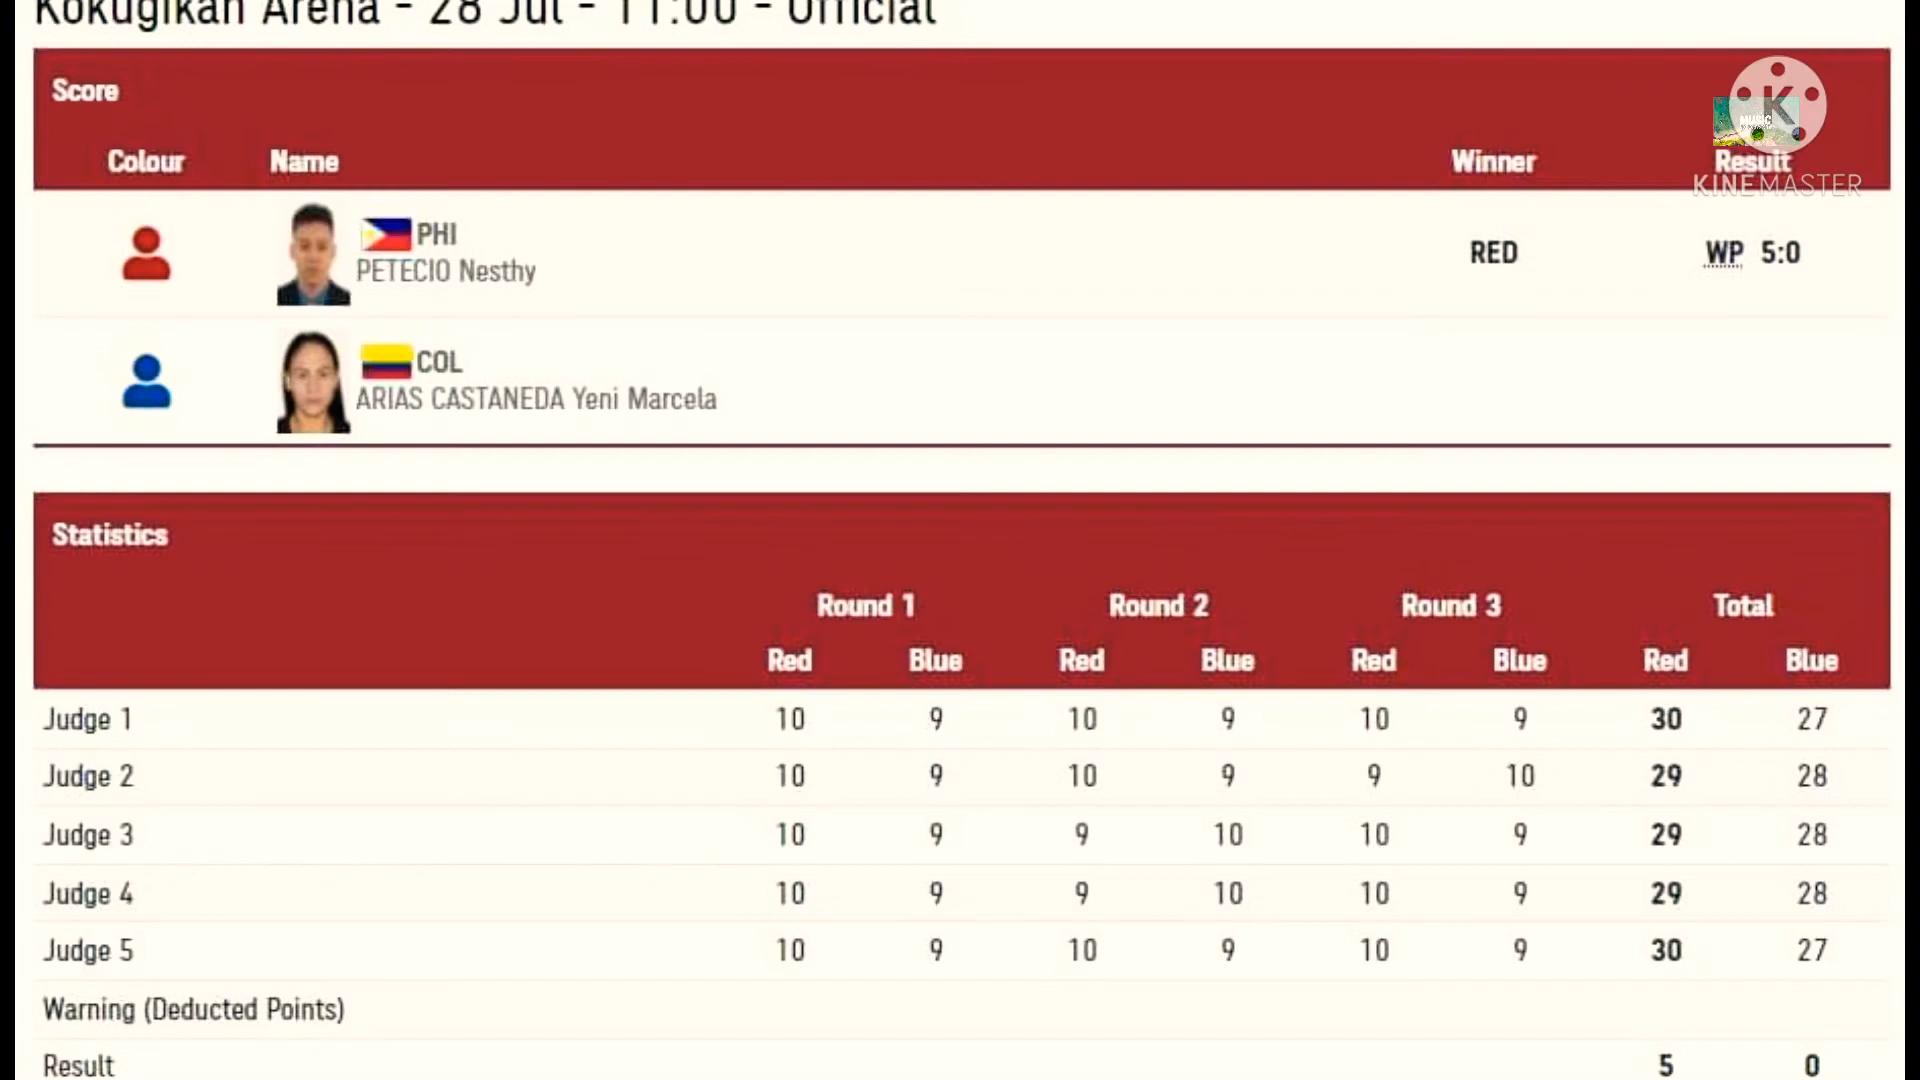 Kokugikan Arena - 28 Jul - 11:00 - Official
Score
Colour Name Winner Result
MUSIC
K
KINEMASTER
PHI
PETECIO Nesthy RED WP 5:0
COL
ARIAS CASTANEDA Yeni Marcela
Statistics
Round 1 Round 2 Round 3 Total
Red Blue Red Blue Red Blue Red Blue
Judge 1 10 9 10 9 10 9 30 27
Judge 2 10 9 10 9 9 10 29 28
Judge 3 10 9 9 10 10 9 29 28
Judge 4 10 9 9 10 10 9 29 28
Judge 5 10 9 10 9 10 9 30 27
Warning (Deducted Points)
Result 5 0